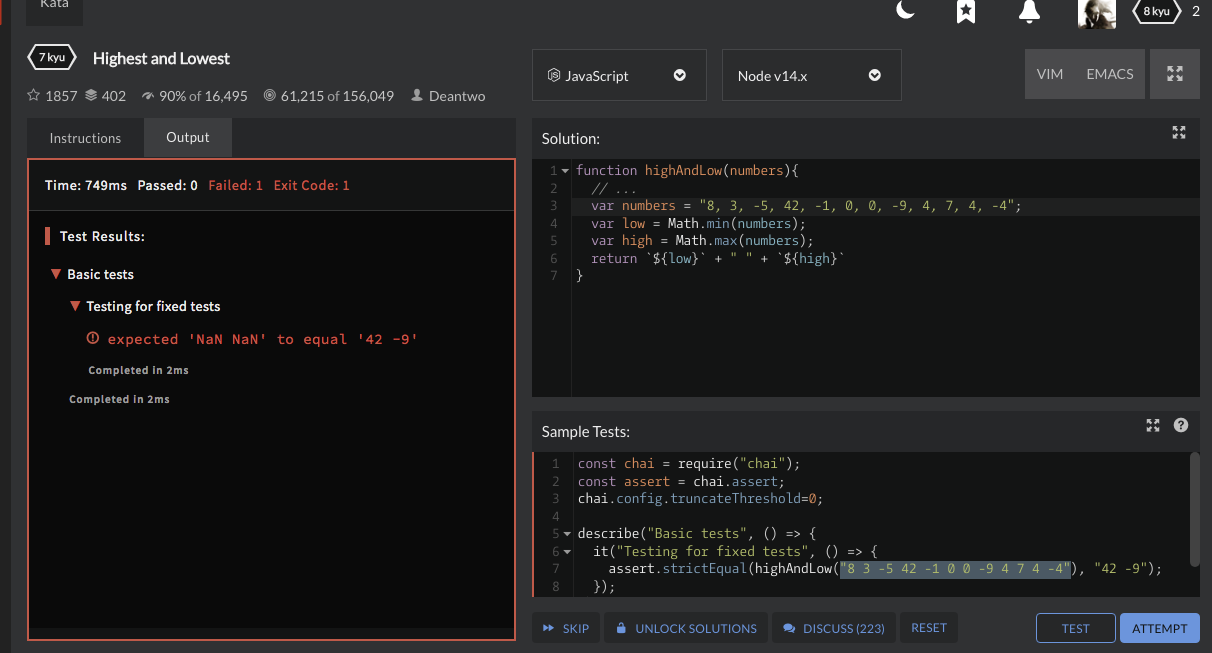 Kata
8 kyu
2
7 kyu
Highest and Lowest
1857
402
90% of 16,495
61,215 of 156,049
Deantwo
JavaScript
Node v14.x
VIM
EMACS
Instructions
Output
Time: 749ms Passed: 0 Failed: 1 Exit Code: 1
Test Results:
Basic tests
Testing for fixed tests
expected 'NaN NaN' to equal '42 -9'
Completed in 2ms
Completed in 2ms
Solution:
1 function highAndLow(numbers){
2 // ...
3 var numbers = "8, 3, -5, 42, -1, 0, 0, -9, 4, 7, 4, -4";
4 var low = Math.min(numbers);
5 var high = Math.max(numbers);
6 return `${low}` + " " + `${high}`
7 }
Sample Tests:
1 const chai = require("chai");
2 const assert = chai.assert;
3 chai.config.truncateThreshold=0;
4
5 describe("Basic tests", () => {
6 it("Testing for fixed tests", () => {
7 assert.strictEqual(highAndLow("8 3 -5 42 -1 0 0 -9 4 7 4 -4"), "42 -9");
8 });
SKIP
UNLOCK SOLUTIONS
DISCUSS (223)
RESET
TEST
ATTEMPT